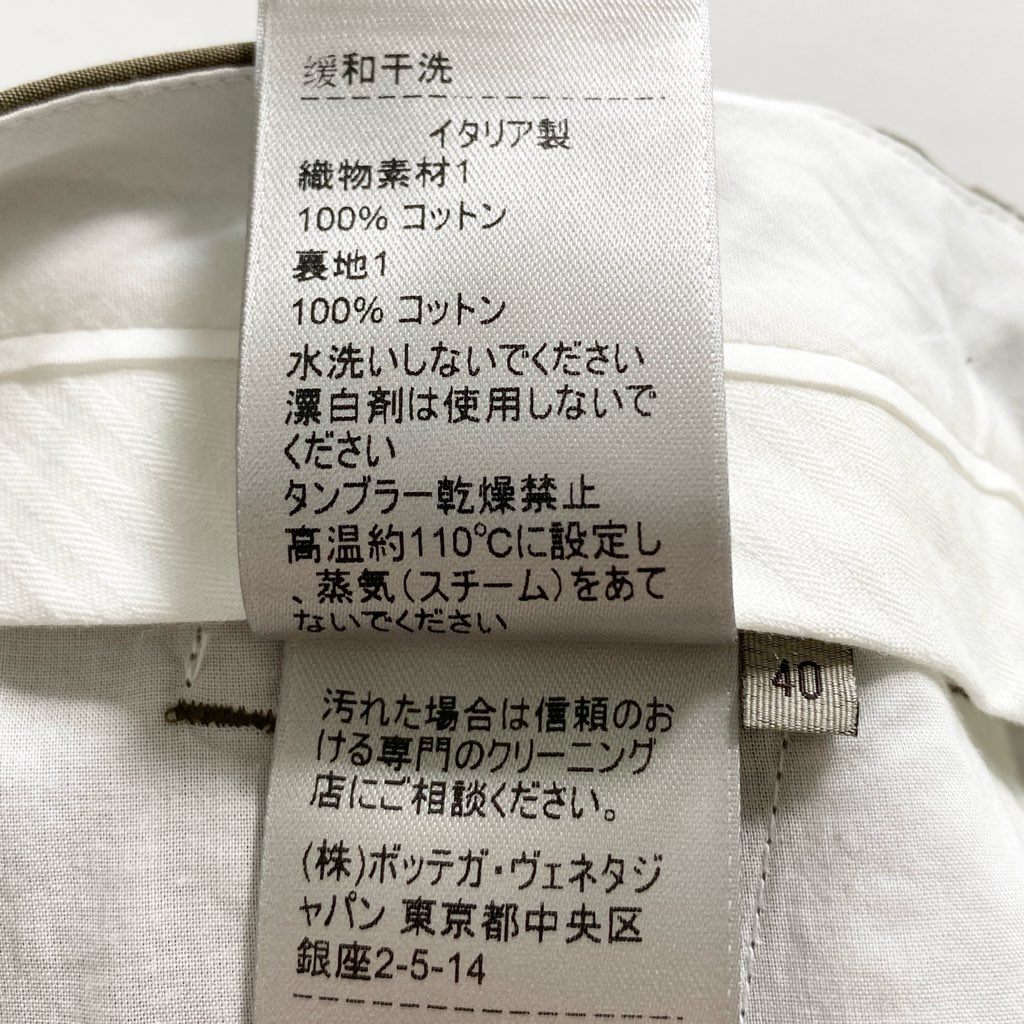 缓和干洗
イタリア製
織物素材1
100% コットン
裏地1
100% コットン
水洗いしないでください
漂白剤は使用しないで
ください
タンブラー乾燥禁止
高温約110℃に設定し
、蒸気(スチーム)をあて
ないでください
40
汚れた場合は信頼のお
ける専門のクリーニング
店にご相談ください。
(株)ボッテガ・ヴェネタジ
ャパン 東京都中央区
銀座2-5-14